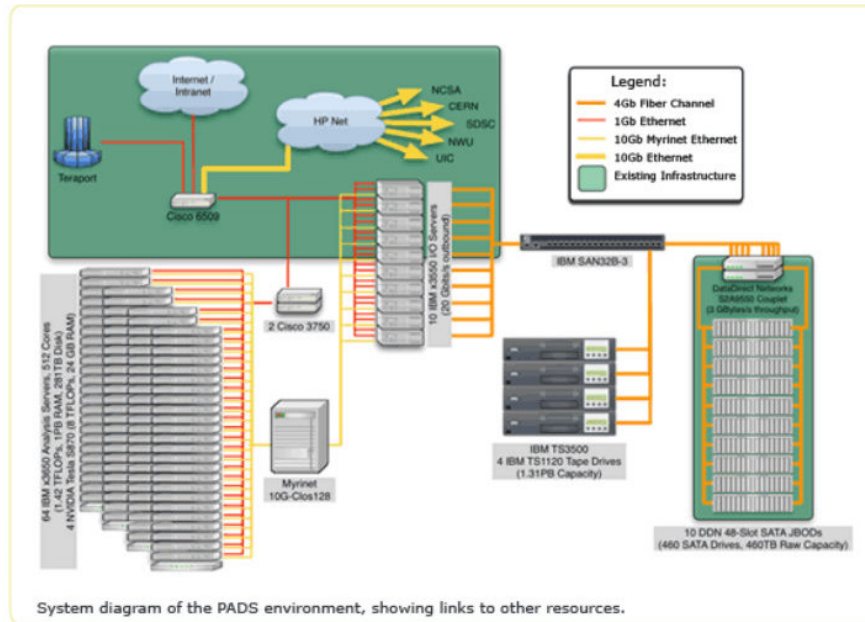 Internet /
Intranet
NCSA
CERN
SDSC
NWU
UIC
HP Net
Teraport
Cisco 6509
Legend:
4Gb Fiber Channel
1Gb Ethernet
10Gb Myrinet Ethernet
10Gb Ethernet
Existing Infrastructure
10 IBM x3550 I/O Servers
(20 Gbits/s outbound)
IBM SAN32B-3
DataDirect Networks
S2A9550 Couplet
(3 GBytes/s throughput)
2 Cisco 3750
64 IBM x3650 Analysis Servers, 512 Cores
(1.42 TFLOPs, 1PB RAM, 281TB Disk)
4 NVIDIA Tesla S870 (8 TFLOPs, 24 GB RAM)
Myrinet
10G-Clos128
IBM TS3500
4 IBM TS1120 Tape Drives
(1.31PB Capacity)
10 DDN 48-Slot SATA JBODs
(460 SATA Drives, 460TB Raw Capacity)
System diagram of the PADS environment, showing links to other resources.